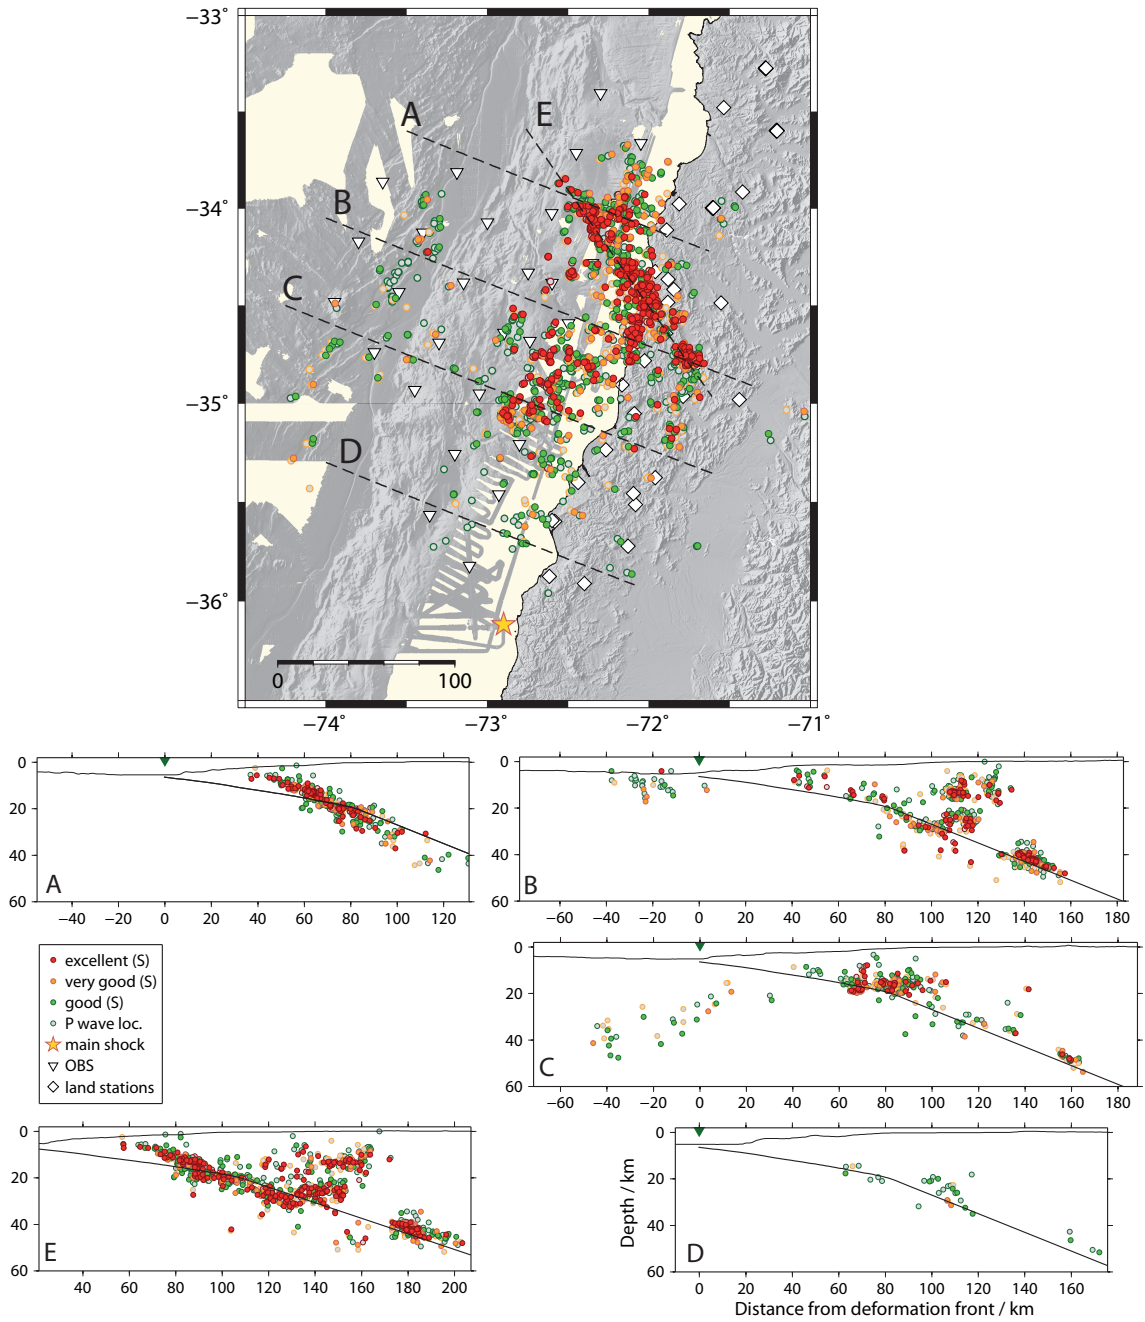 −33°
−34°
−35°
−36°
A
E
B
C
D
0 100
−74° −73° −72° −71°
0
20
40
60
−40 −20 0 20 40 60 80 100 120
A
0
20
40
60
−60 −40 −20 0 20 40 60 80 100 120 140 160 180
B
excellent (S)
very good (S)
good (S)
P wave loc.
main shock
OBS
land stations
0
20
40
60
−60 −40 −20 0 20 40 60 80 100 120 140 160 180
C
0
20
40
60
40 60 80 100 120 140 160 180 200
E
0
20
40
60
0 20 40 60 80 100 120 140 160
D
Depth / km
Distance from deformation front / km